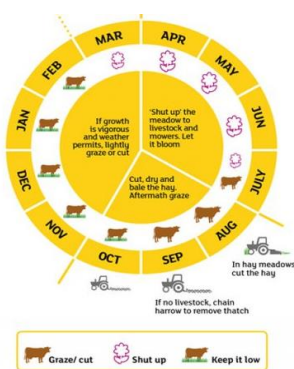 MAR
APR
MAY
JUN
JULY
AUG
SEP
OCT
NOV
DEC
JAN
FEB
If growth
is vigorous
and weather
permits, lightly
graze or cut
'Shut up' the
meadow to
livestock and
mowers. Let
it bloom
Cut, dry and
bale the hay.
Aftermath graze
In hay meadows
cut the hay
If no livestock, chain
harrow to remove thatch
Graze/ cut
Shut up
Keep it low